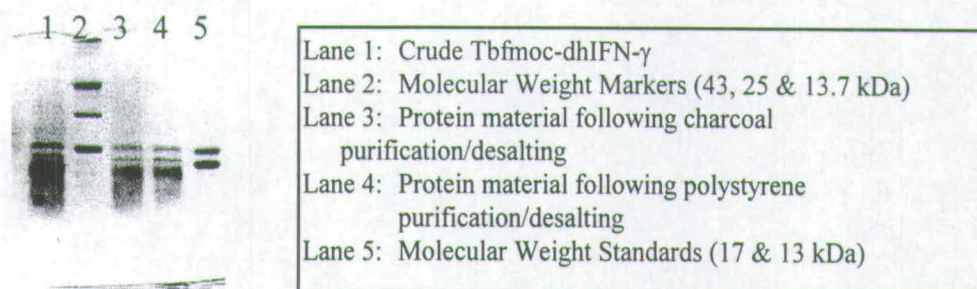 1 2 3 4 5
Lane 1: Crude Tbfmoc-dhIFN-γ
Lane 2: Molecular Weight Markers (43, 25 & 13.7 kDa)
Lane 3: Protein material following charcoal
purification/desalting
Lane 4: Protein material following polystyrene
purification/desalting
Lane 5: Molecular Weight Standards (17 & 13 kDa)